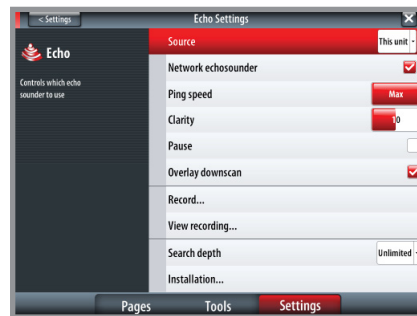 < Settings
Echo Settings
Echo
Controls which echo
sounder to use
Source
This unit
Network echosounder
Ping speed
Max
Clarity
10
Pause
Overlay downscan
Record...
View recording...
Search depth
Unlimited
Installation...
Pages
Tools
Settings